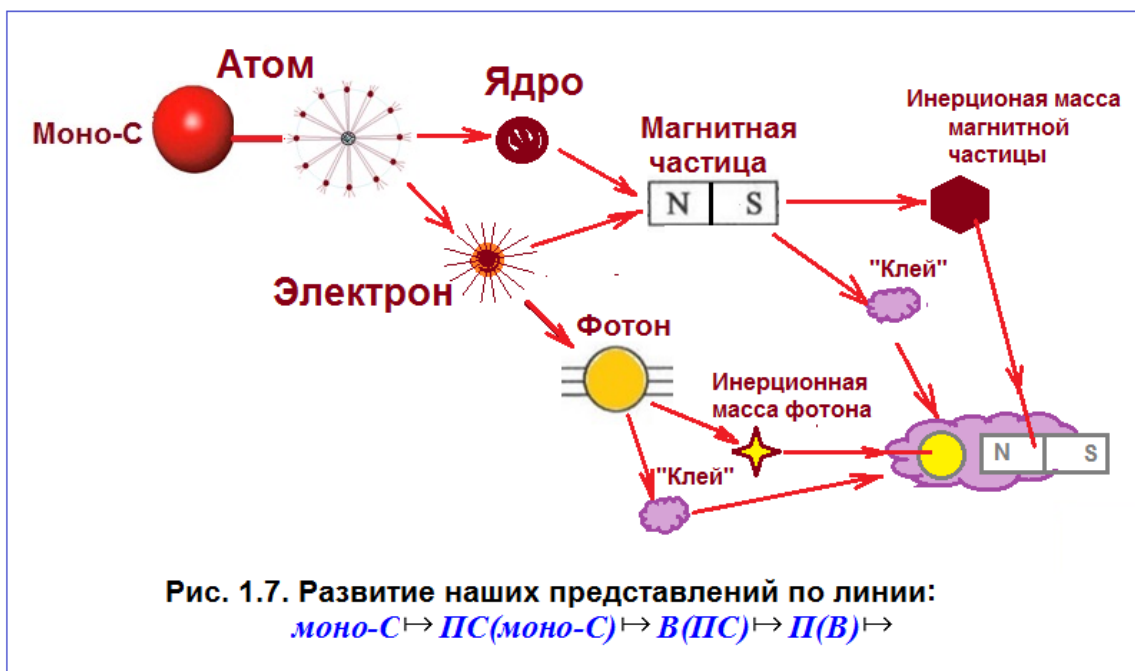 Атом
Моно-С
Ядро
Магнитная
частица
N S
Инерционая масса
магнитной
частицы
Электрон
"Клей"
Фотон
Инерционная
масса фотона
N S
"Клей"
Рис. 1.7. Развитие наших представлений по линии:
моно-С ↦ ПС(моно-С) ↦ В(ПС) ↦ П(В) ↦